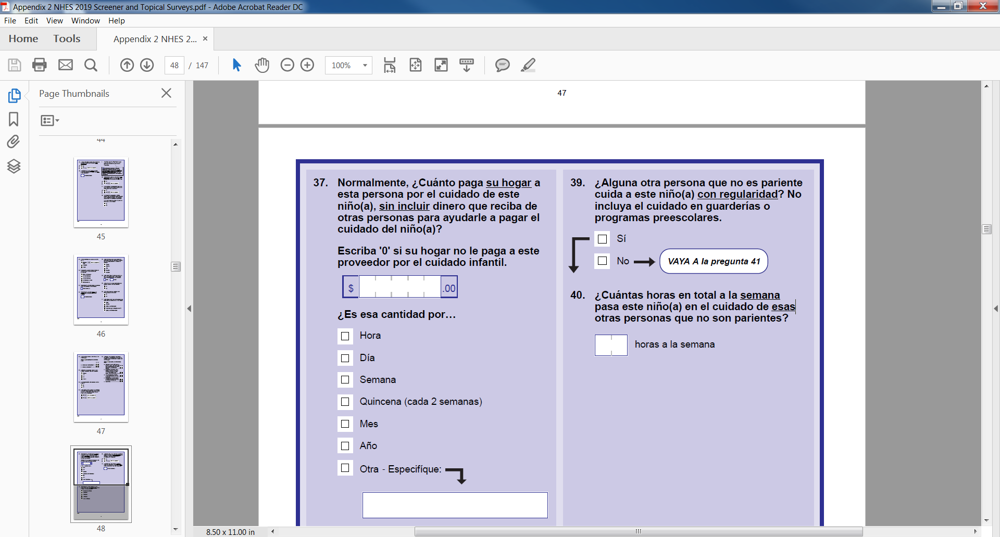 Appendix 2 NHES 2019 Screener and Topical Surveys.pdf - Adobe Acrobat Reader DC
File Edit View Window Help
Home Tools Appendix 2 NHES 2... ×
48 / 147 100%
Page Thumbnails
44
45
46
47
48
47
37. Normalmente, ¿Cuánto paga su hogar a
esta persona por el cuidado de este
niño(a), sin incluir dinero que reciba de
otras personas para ayudarle a pagar el
cuidado del niño(a)?
Escriba '0' si su hogar no le paga a este
proveedor por el cuidado infantil.
$ .00
¿Es esa cantidad por…
Hora
Día
Semana
Quincena (cada 2 semanas)
Mes
Año
Otra - Especifíque:
39. ¿Alguna otra persona que no es pariente
cuida a este niño(a) con regularidad? No
incluya el cuidado en guarderías o
programas preescolares.
Sí
No VAYA A la pregunta 41
40. ¿Cuántas horas en total a la semana
pasa este niño(a) en el cuidado de esas
otras personas que no son parientes?
horas a la semana
8.50 x 11.00 in